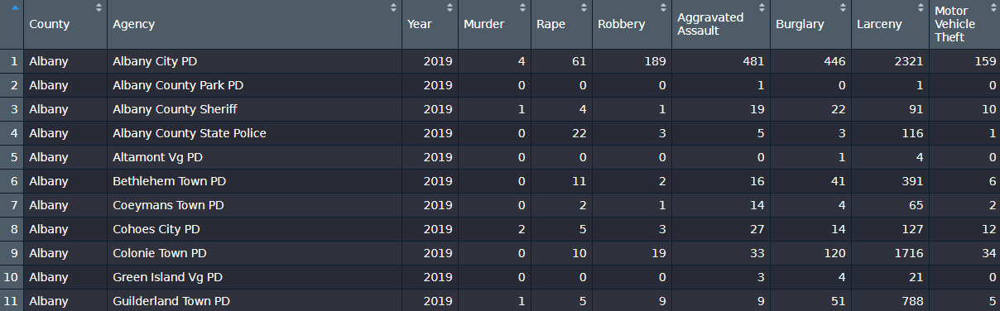 County Agency Year Murder Rape Robbery Aggravated Assault Burglary Larceny Motor Vehicle Theft
1 Albany Albany City PD 2019 4 61 189 481 446 2321 159
2 Albany Albany County Park PD 2019 0 0 0 1 0 1 0
3 Albany Albany County Sheriff 2019 1 4 1 19 22 91 10
4 Albany Albany County State Police 2019 0 22 3 5 3 116 1
5 Albany Altamont Vg PD 2019 0 0 0 0 1 4 0
6 Albany Bethlehem Town PD 2019 0 11 2 16 41 391 6
7 Albany Coeymans Town PD 2019 0 2 1 14 4 65 2
8 Albany Cohoes City PD 2019 2 5 3 27 14 127 12
9 Albany Colonie Town PD 2019 0 10 19 33 120 1716 34
10 Albany Green Island Vg PD 2019 0 0 0 3 4 21 0
11 Albany Guilderland Town PD 2019 1 5 9 9 51 788 5